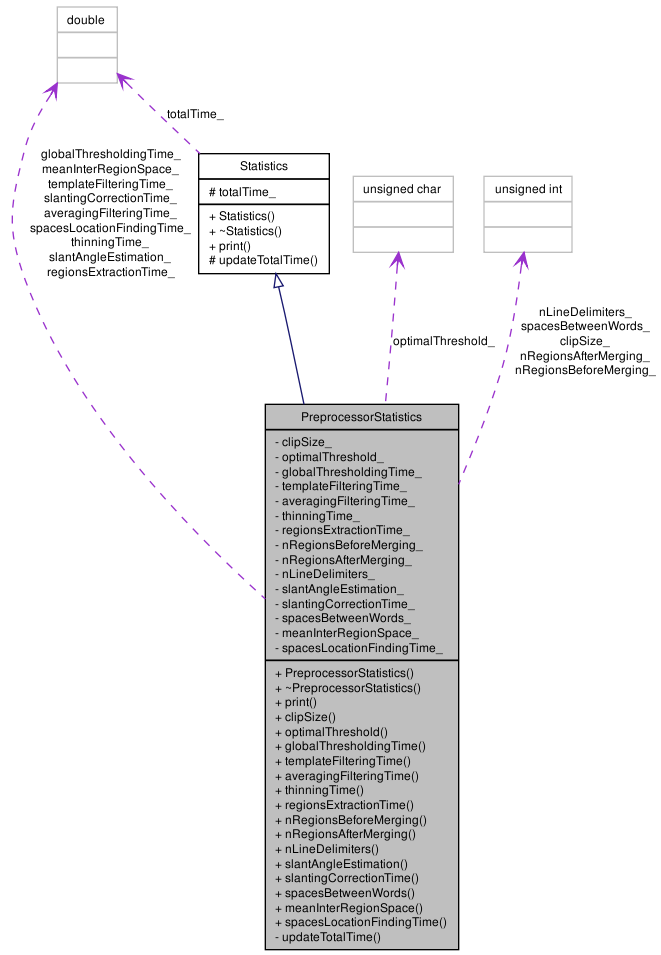 double
totalTime_
globalThresholdingTime_
meanInterRegionSpace_
templateFilteringTime_
slantingCorrectionTime_
averagingFilteringTime_
spacesLocationFindingTime_
thinningTime_
slantAngleEstimation_
regionsExtractionTime_
Statistics
# totalTime_
+ Statistics()
+ ~Statistics()
+ print()
# updateTotalTime()
unsigned char
unsigned int
optimalThreshold_
nLineDelimiters_
spacesBetweenWords_
clipSize_
nRegionsAfterMerging_
nRegionsBeforeMerging_
PreprocessorStatistics
- clipSize_
- optimalThreshold_
- globalThresholdingTime_
- templateFilteringTime_
- averagingFilteringTime_
- thinningTime_
- regionsExtractionTime_
- nRegionsBeforeMerging_
- nRegionsAfterMerging_
- nLineDelimiters_
- slantAngleEstimation_
- slantingCorrectionTime_
- spacesBetweenWords_
- meanInterRegionSpace_
- spacesLocationFindingTime_
+ PreprocessorStatistics()
+ ~PreprocessorStatistics()
+ print()
+ clipSize()
+ optimalThreshold()
+ globalThresholdingTime()
+ templateFilteringTime()
+ averagingFilteringTime()
+ thinningTime()
+ regionsExtractionTime()
+ nRegionsBeforeMerging()
+ nRegionsAfterMerging()
+ nLineDelimiters()
+ slantAngleEstimation()
+ slantingCorrectionTime()
+ spacesBetweenWords()
+ meanInterRegionSpace()
+ spacesLocationFindingTime()
- updateTotalTime()